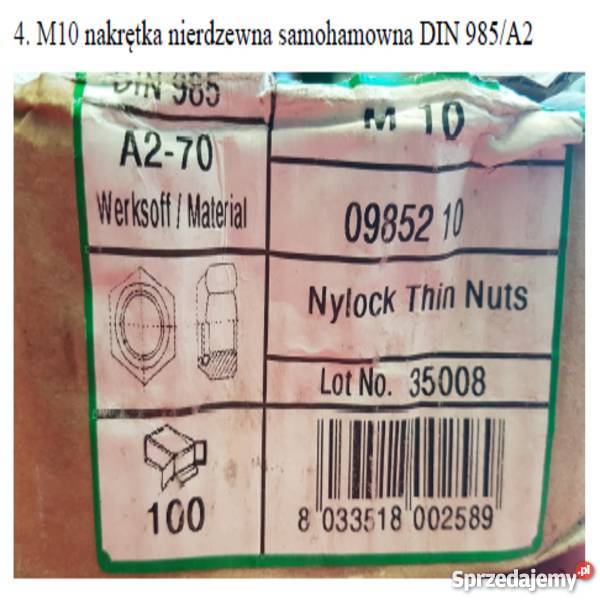 4. M10 nakrętka nierdzewna samohamowna DIN 985/A2
DIN 985
M 10
A2-70
Werksoff / Material
09852 10
Nylock Thin Nuts
Lot No. 35008
100
8 033518 002589
Sprzedajemy.pl